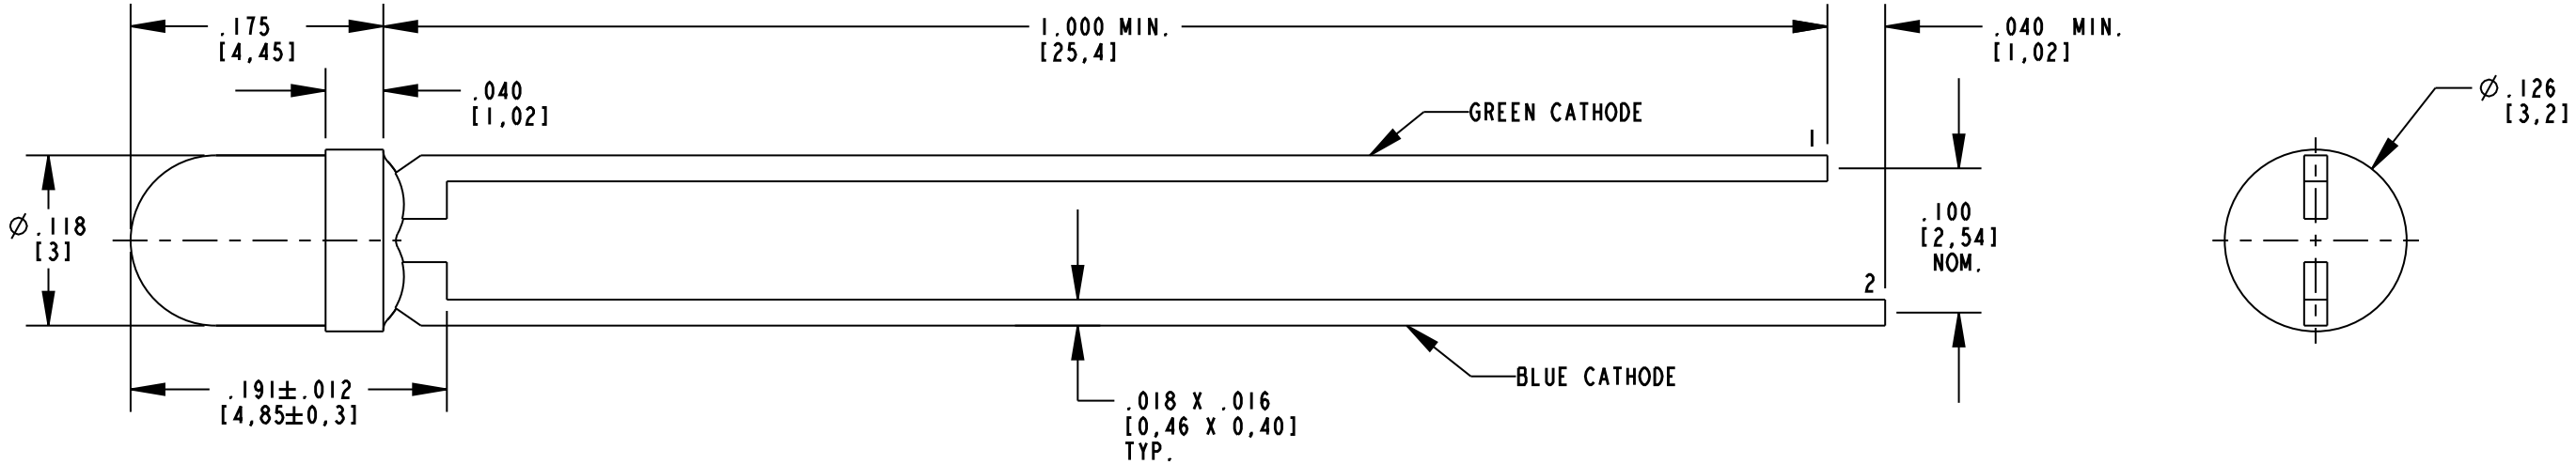 .175
[4,45]
1.000 MIN.
[25,4]
.040 MIN.
[1,02]
.040
[1,02]
GREEN CATHODE
1
Ø.126
[3,2]
Ø.118
[3]
.100
[2,54]
NOM.
2
.191±.012
[4,85±0,3]
BLUE CATHODE
.018 X .016
[0,46 X 0,40]
TYP.